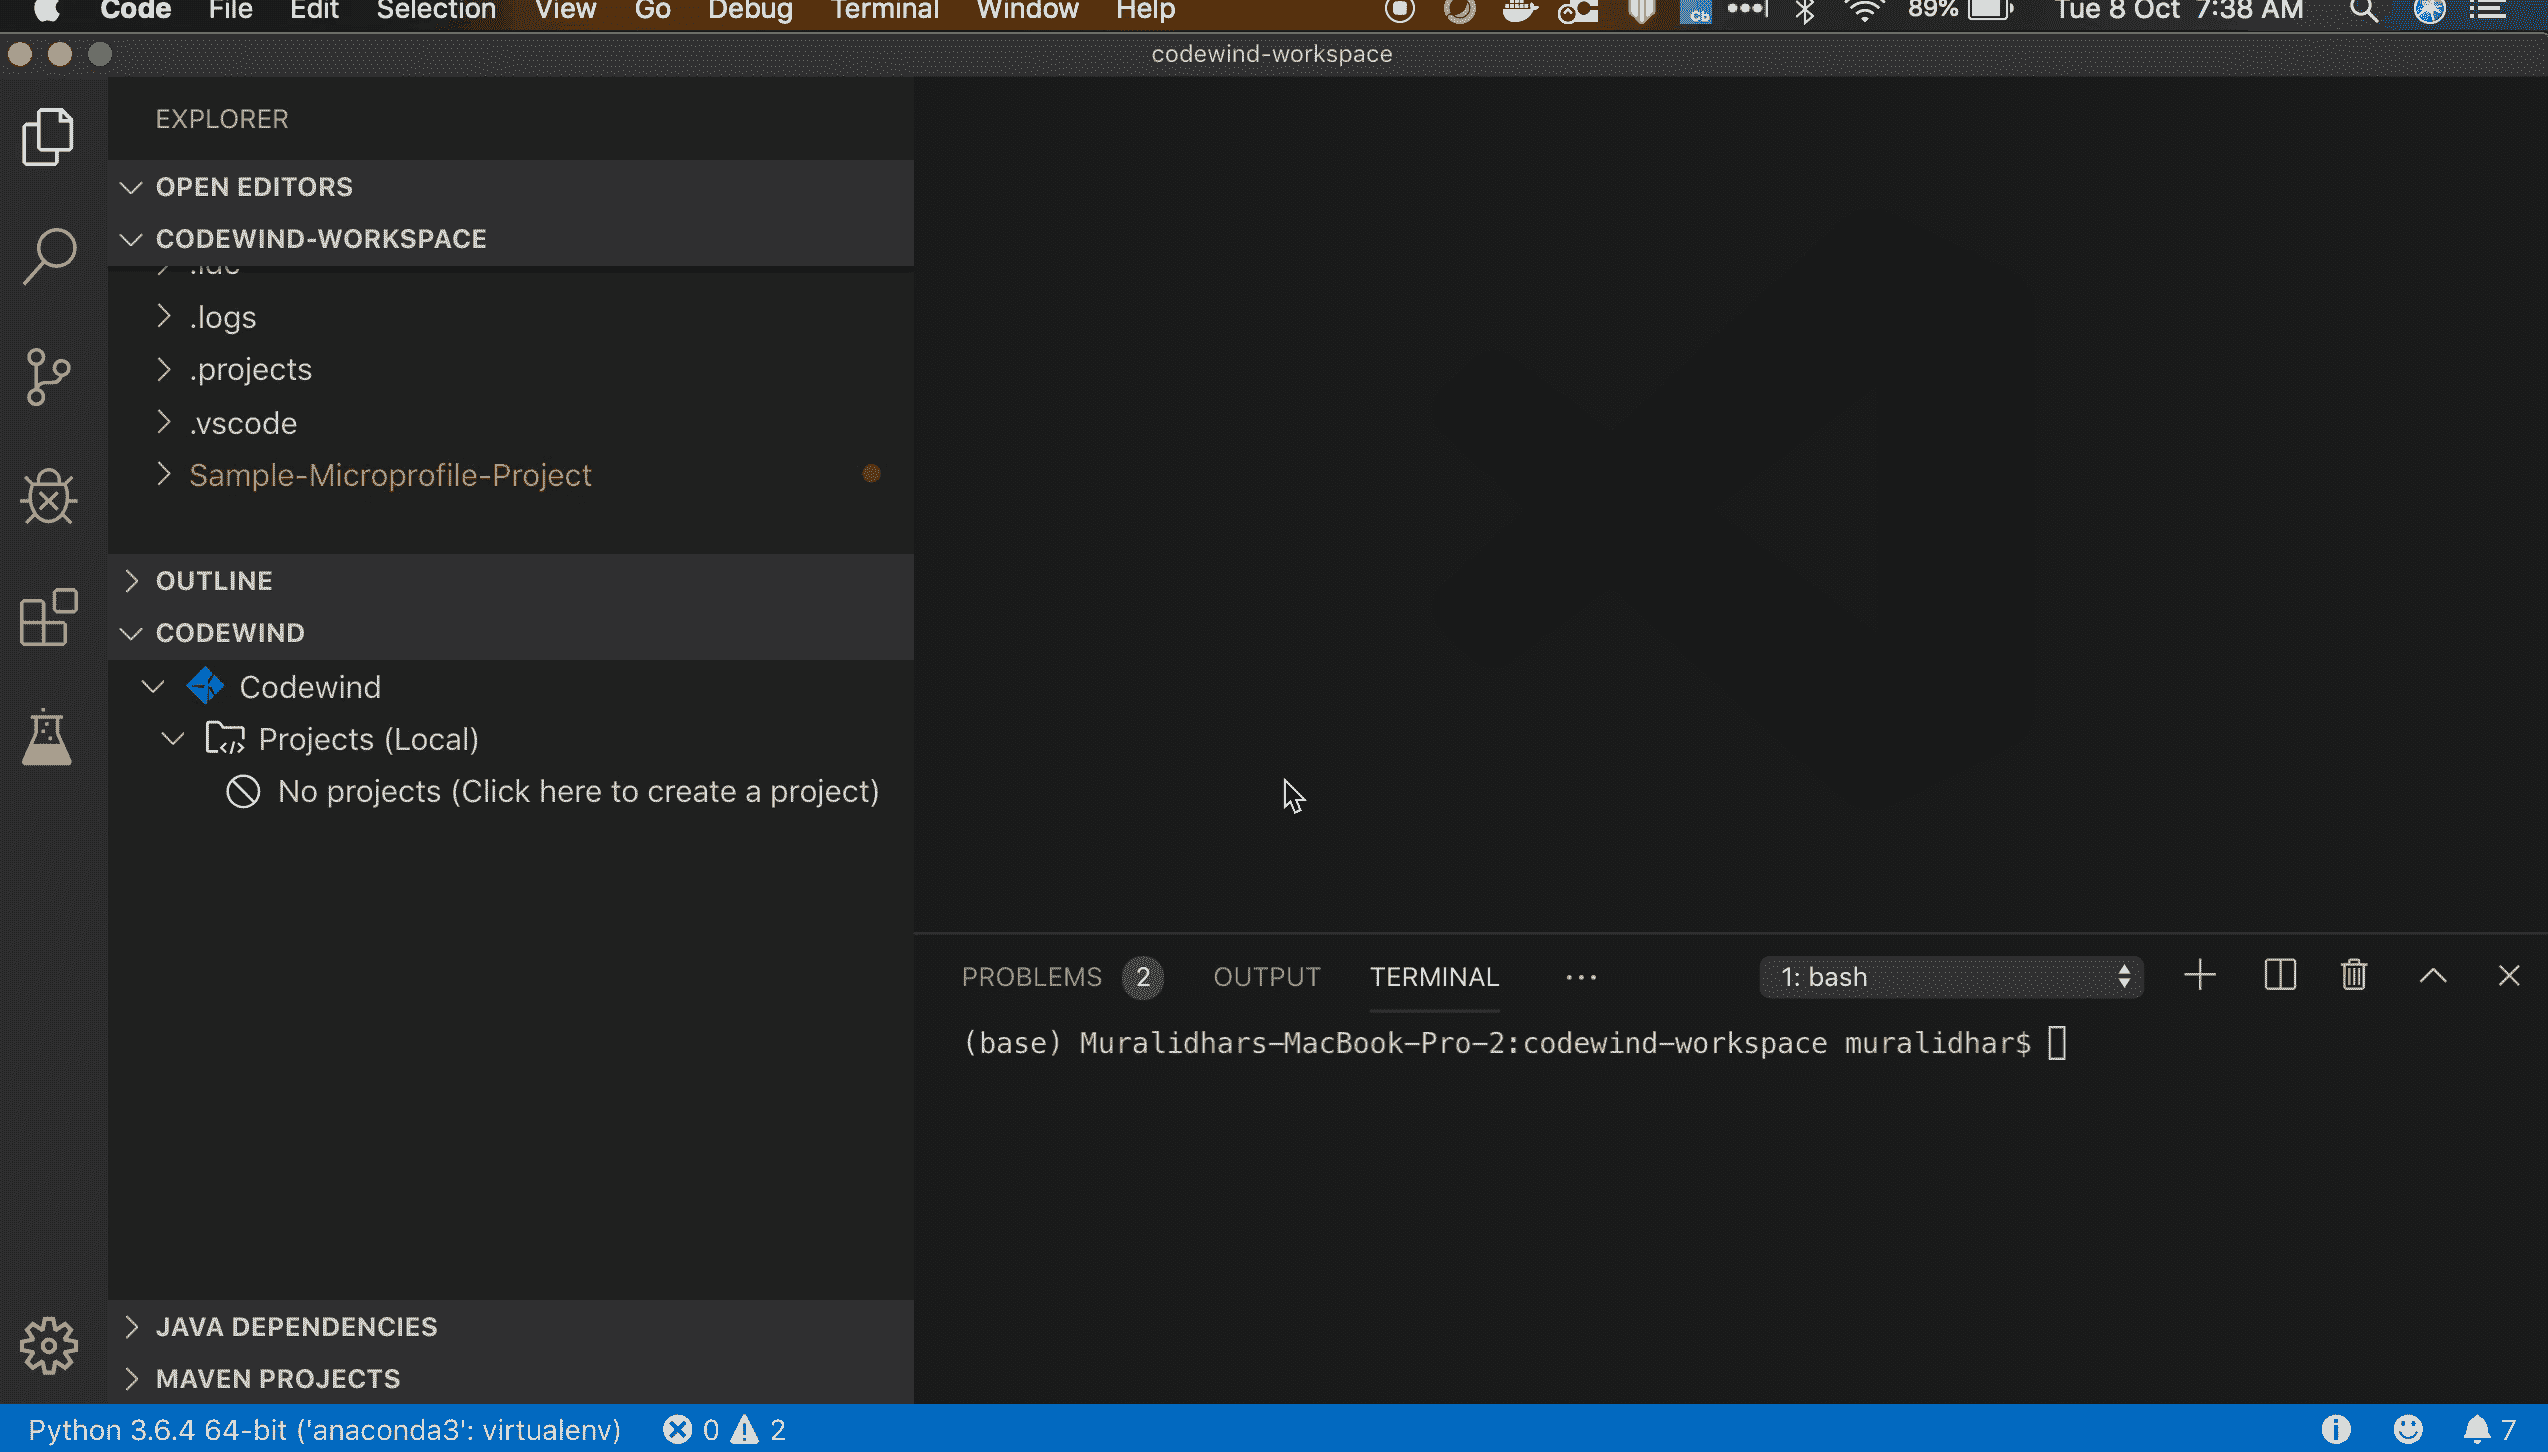 Code File Edit Selection View Go Debug Terminal Window Help 89% Tue 8 Oct 7:38 AM
codewind-workspace
EXPLORER
OPEN EDITORS
CODEWIND-WORKSPACE
.logs
.projects
.vscode
Sample-Microprofile-Project
OUTLINE
CODEWIND
Codewind
Projects (Local)
No projects (Click here to create a project)
JAVA DEPENDENCIES
MAVEN PROJECTS
PROBLEMS 2 OUTPUT TERMINAL ··· 1: bash
(base) Muralidhars-MacBook-Pro-2:codewind-workspace muralidhar$
Python 3.6.4 64-bit ('anaconda3': virtualenv) 0 2 7